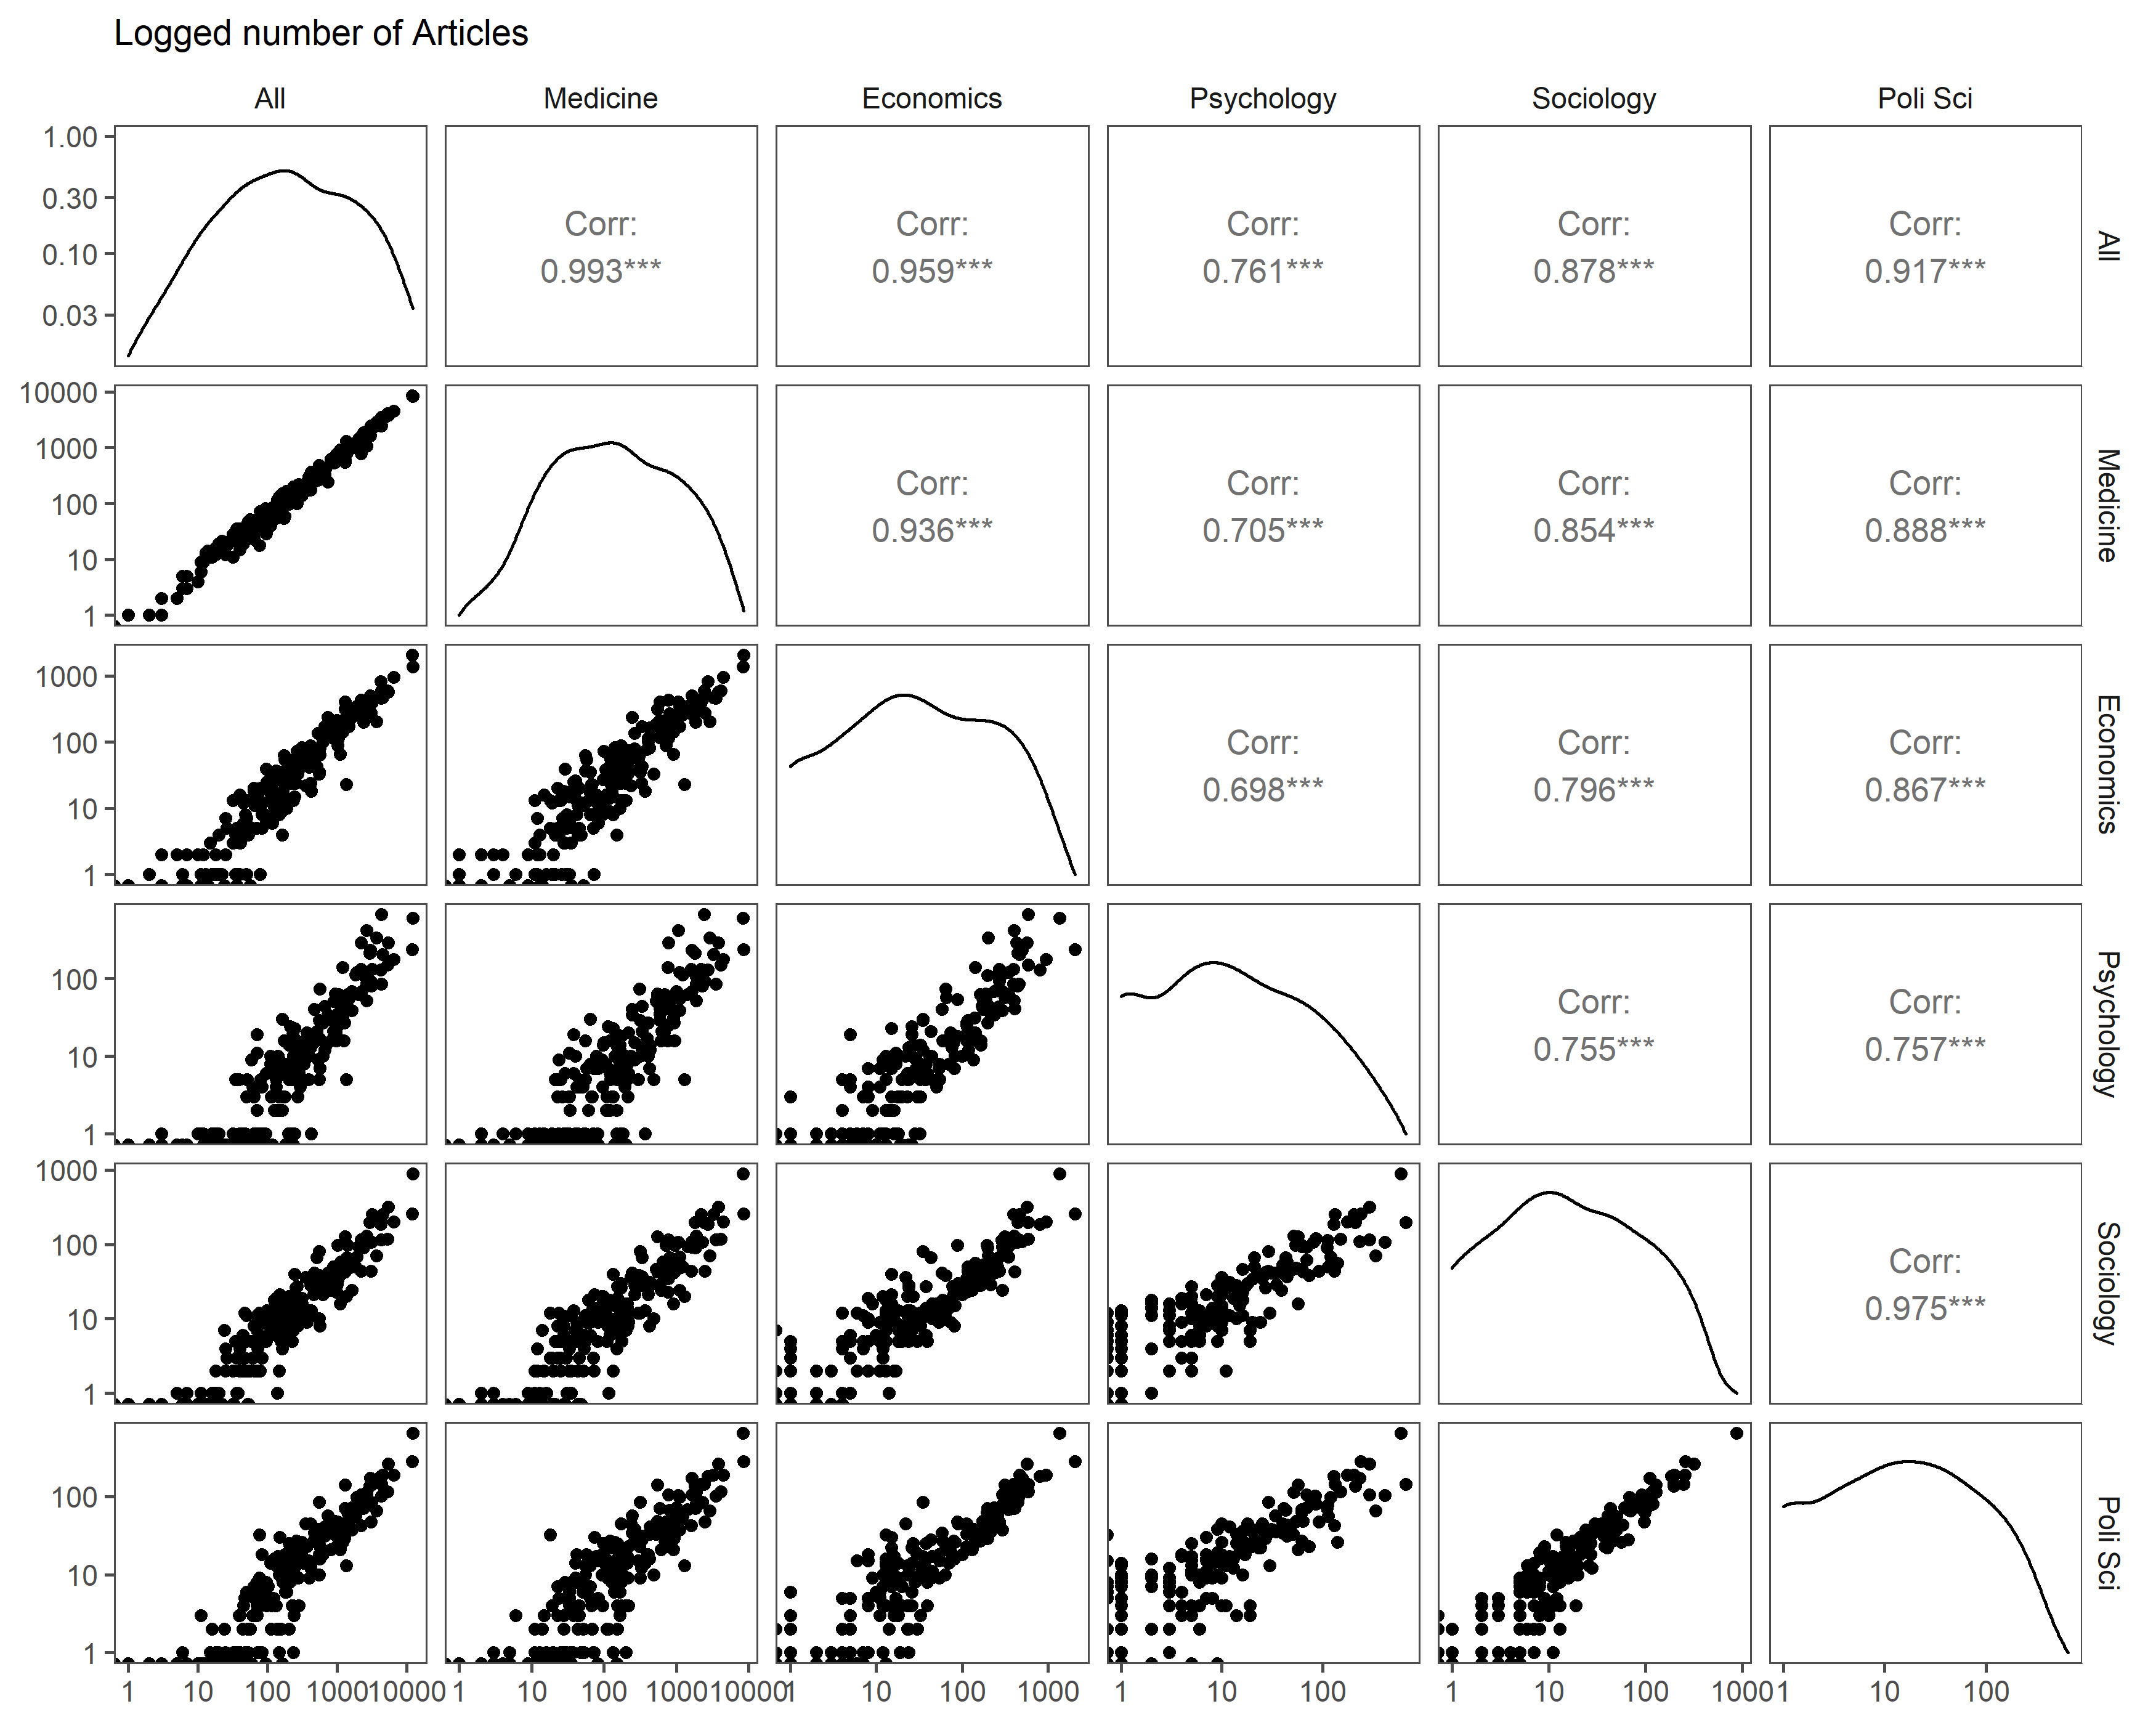 Logged number of Articles
All Medicine Economics Psychology Sociology Poli Sci
1.00
0.30
0.10
0.03
Corr: Corr: Corr: Corr: Corr:
0.993*** 0.959*** 0.761*** 0.878*** 0.917***
All
10000
1000
100
10
1
Corr: Corr: Corr: Corr:
0.936*** 0.705*** 0.854*** 0.888***
Medicine
1000
100
10
1
Corr: Corr: Corr:
0.698*** 0.796*** 0.867***
Economics
100
10
1
Corr: Corr:
0.755*** 0.757***
Psychology
1000
100
10
1
Corr:
0.975***
Sociology
100
10
1
Poli Sci
1 10 100 1000 10000 1 10 100 1000 10000 1 10 100 1000 1 10 100 1 10 100 1000 1 10 100